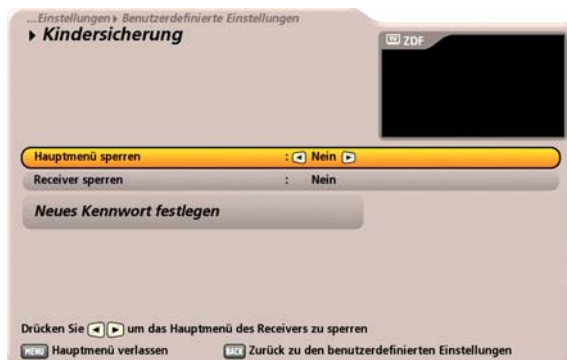 ...Einstellungen Benutzerdefinierte Einstellungen
Kindersicherung
TV ZDF
Hauptmenü sperren : Nein
Receiver sperren : Nein
Neues Kennwort festlegen
Drücken Sie um das Hauptmenü des Receivers zu sperren
MENU Hauptmenü verlassen BACK Zurück zu den benutzerdefinierten Einstellungen